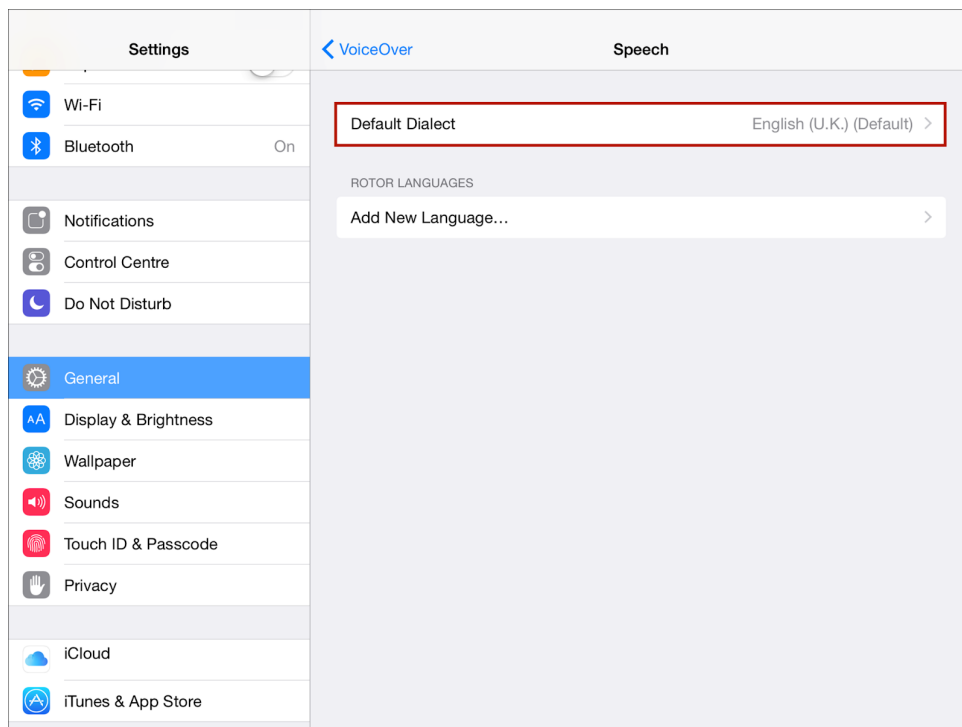 Settings
VoiceOver
Speech
Wi-Fi
Bluetooth On
Notifications
Control Centre
Do Not Disturb
General
AA Display & Brightness
Wallpaper
Sounds
Touch ID & Passcode
Privacy
iCloud
iTunes & App Store
Default Dialect English (U.K.) (Default)
ROTOR LANGUAGES
Add New Language…